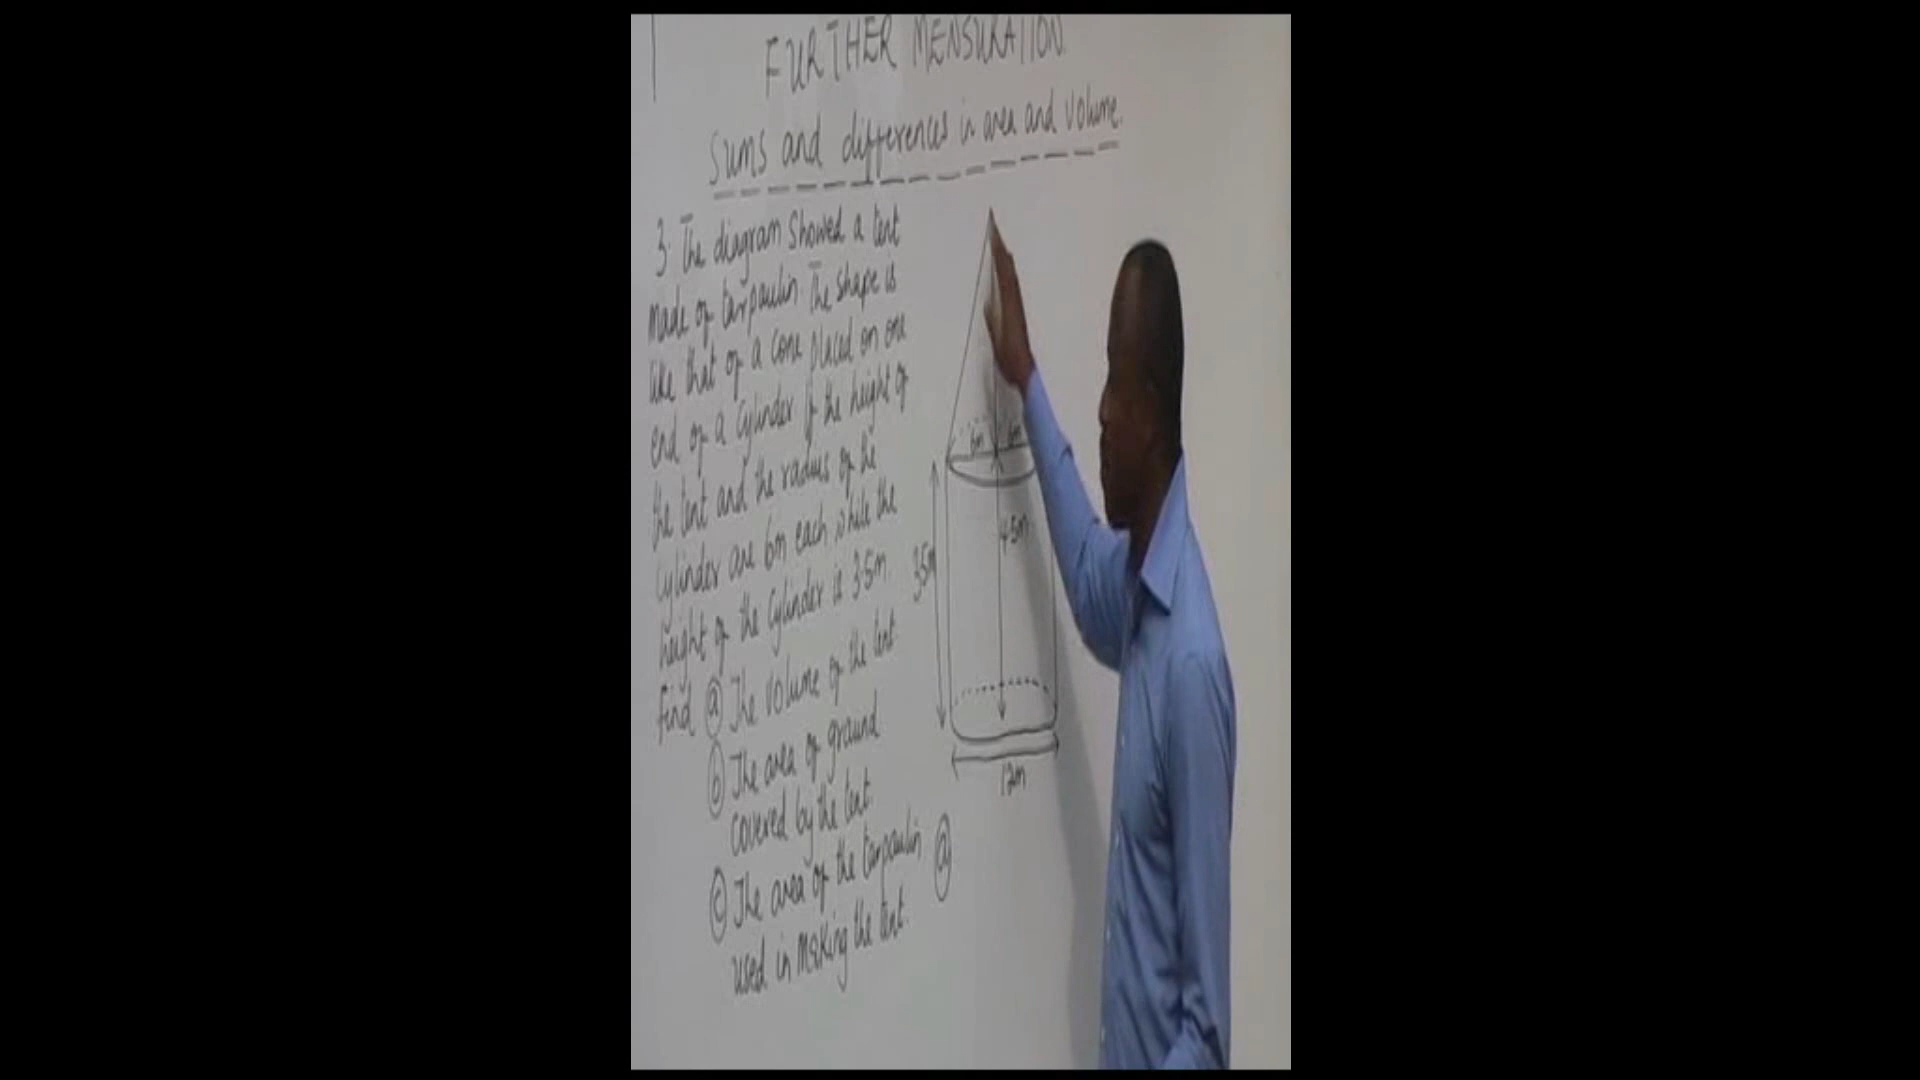 FURTHER MENSURATION.
Sums and differences in area and volume.
3. The diagram showed a tent
made of tarpaulin. The shape is
like that of a cone placed on one
end of a cylinder. If the height of
the tent and the radius of the
cylinder are 6m each, while the
height of the cylinder is 3.5m.
find (a) The volume of the tent
(b) The area of ground
covered by the tent.
(c) The area of the tarpaulin
used in making the tent.
6m 6m
3.5m
4.5m
12m
(a)